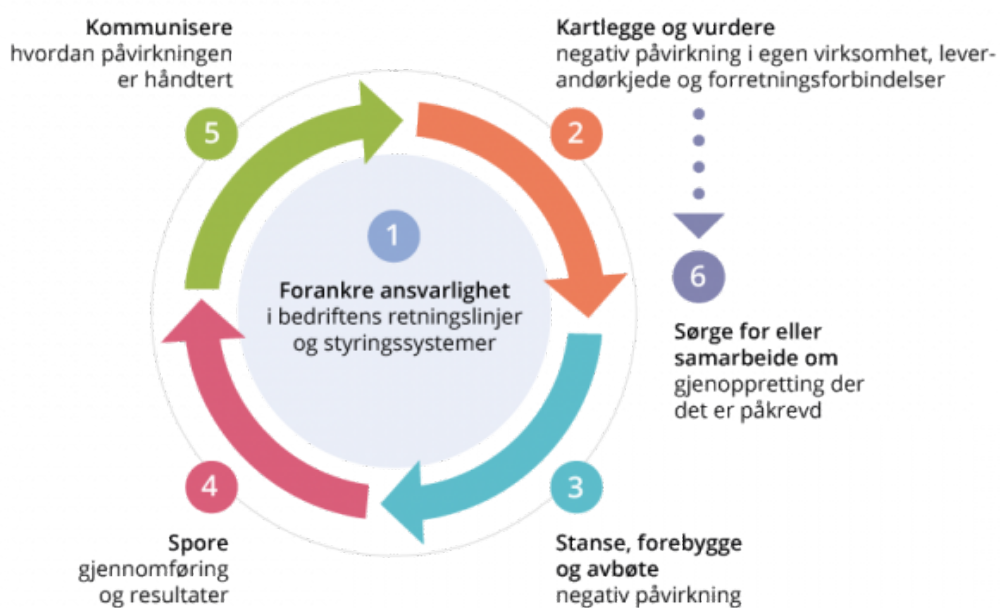 1
Forankre ansvarlighet
i bedriftens retningslinjer
og styringssystemer
2
Kartlegge og vurdere
negativ påvirkning i egen virksomhet, lever-
andørkjede og forretningsforbindelser
3
Stanse, forebygge
og avbøte
negativ påvirkning
4
Spore
gjennomføring
og resultater
5
Kommunisere
hvordan påvirkningen
er håndtert
6
Sørge for eller
samarbeide om
gjenoppretting der
det er påkrevd